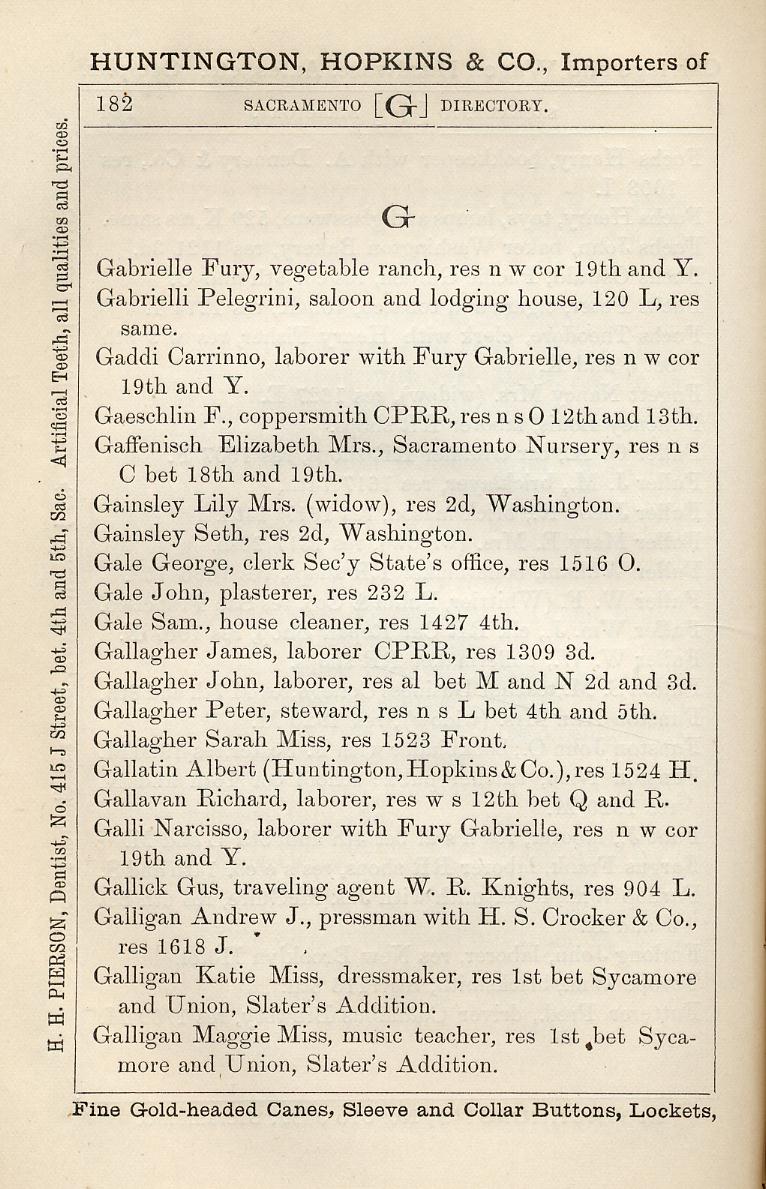 HUNTINGTON, HOPKINS & CO., Importers of
182 SACRAMENTO [G] DIRECTORY.
G
Gabrielle Fury, vegetable ranch, res n w cor 19th and Y.
Gabrielli Pelegrini, saloon and lodging house, 120 L, res
same.
Gaddi Carrinno, laborer with Fury Gabrielle, res n w cor
19th and Y.
Gaeschlin F., coppersmith CPRR, res n s O 12th and 13th.
Gaffenisch Elizabeth Mrs., Sacramento Nursery, res n s
C bet 18th and 19th.
Gainsley Lily Mrs. (widow), res 2d, Washington.
Gainsley Seth, res 2d, Washington.
Gale George, clerk Sec'y State's office, res 1516 O.
Gale John, plasterer, res 232 L.
Gale Sam., house cleaner, res 1427 4th.
Gallagher James, laborer CPRR, res 1309 3d.
Gallagher John, laborer, res al bet M and N 2d and 3d.
Gallagher Peter, steward, res n s L bet 4th and 5th.
Gallagher Sarah Miss, res 1523 Front.
Gallatin Albert (Huntington, Hopkins & Co.), res 1524 H.
Gallavan Richard, laborer, res w s 12th bet Q and R.
Galli Narcisso, laborer with Fury Gabrielle, res n w cor
19th and Y.
Gallick Gus, traveling agent W. R. Knights, res 904 L.
Galligan Andrew J., pressman with H. S. Crocker & Co.,
res 1618 J.
Galligan Katie Miss, dressmaker, res 1st bet Sycamore
and Union, Slater's Addition.
Galligan Maggie Miss, music teacher, res 1st bet Syca-
more and Union, Slater's Addition.
Fine Gold-headed Canes, Sleeve and Collar Buttons, Lockets,
H. H. PIERSON, Dentist, No. 415 J Street, bet. 4th and 5th, Sac. Artificial Teeth, all qualities and prices.